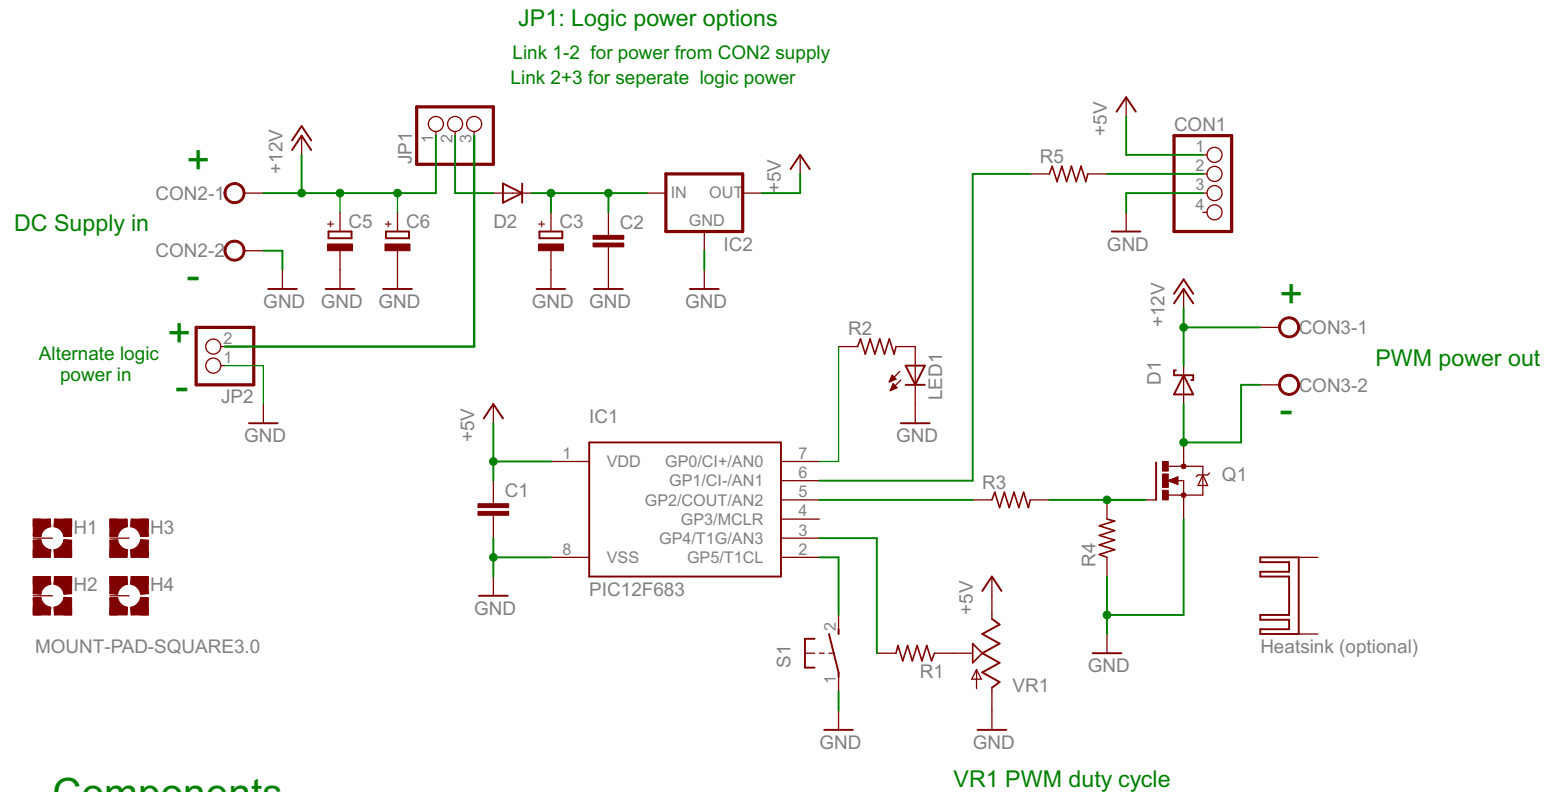 JP1: Logic power options
Link 1-2 for power from CON2 supply
Link 2+3 for seperate logic power
JP1
1
2
3
+12V
+
CON2-1
DC Supply in
CON2-2
-
GND
+
C5
GND
+
C6
GND
D2
+
C3
GND
C2
GND
IN
OUT
GND
IC2
GND
+5V
+5V
CON1
1
2
3
4
R5
GND
+
2
1
JP2
Alternate logic
power in
-
GND
R2
LED1
GND
+12V
+
CON3-1
D1
PWM power out
CON3-2
-
Q1
+5V
C1
GND
IC1
1
VDD
GP0/CI+/AN0
7
GP1/CI-/AN1
6
GP2/COUT/AN2
5
GP3/MCLR
4
GP4/T1G/AN3
3
8
VSS
GP5/T1CL
2
PIC12F683
R3
R4
GND
H1
H3
H2
H4
MOUNT-PAD-SQUARE3.0
S1
2
1
GND
R1
+5V
VR1
GND
Heatsink (optional)
VR1 PWM duty cycle
Components